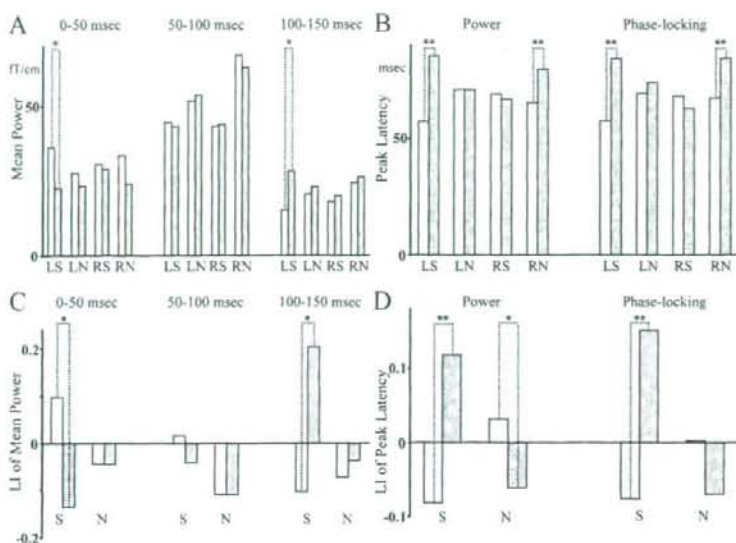 A 0-50 msec 50-100 msec 100-150 msec
* *
fT/cm
50
0
Mean Power
LS LN RS RN LS LN RS RN
LS LN RS RN
B Power Phase-locking
** ** ** **
msec
50
0
Peak Latency
LS LN RS RN LS LN RS RN
C 0-50 msec 50-100 msec 100-150 msec
* *
0.2
0
-0.2
LI of Mean Power
S N S N S N
D Power Phase-locking
** * **
0.1
0
-0.1
LI of Peak Latency
S N S N